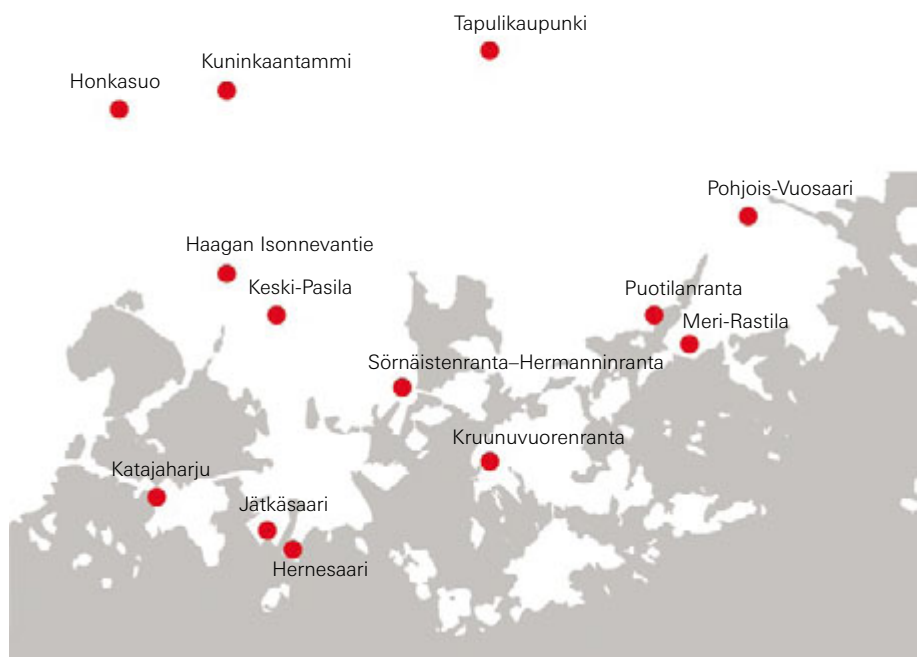 Tapulikaupunki
Kuninkaantammi
Honkasuo
Pohjois-Vuosaari
Haagan Isonnevantie
Keski-Pasila
Puotilanranta
Meri-Rastila
Sörnäistenranta–Hermanninranta
Kruunuvuorenranta
Katajaharju
Jätkäsaari
Hernesaari